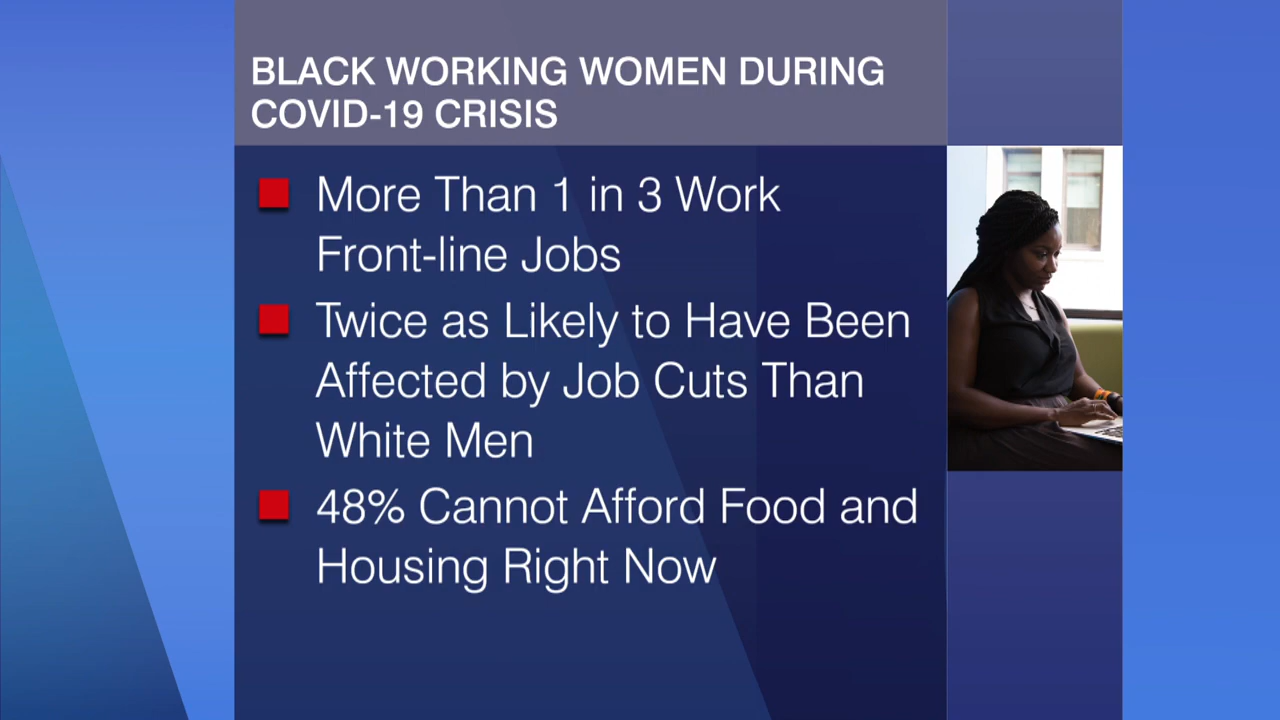 BLACK WORKING WOMEN DURING
COVID-19 CRISIS
More Than 1 in 3 Work
Front-line Jobs
Twice as Likely to Have Been
Affected by Job Cuts Than
White Men
48% Cannot Afford Food and
Housing Right Now